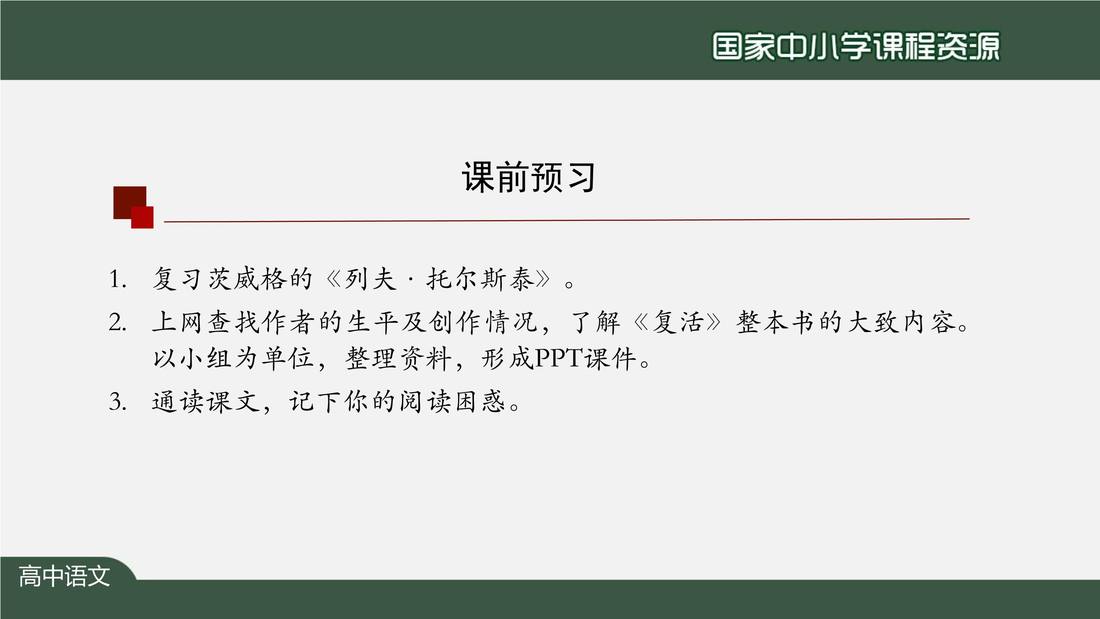 国家中小学课程资源
课前预习
1. 复习茨威格的《列夫·托尔斯泰》。
2. 上网查找作者的生平及创作情况，了解《复活》整本书的大致内容。
以小组为单位，整理资料，形成PPT课件。
3. 通读课文，记下你的阅读困惑。
高中语文